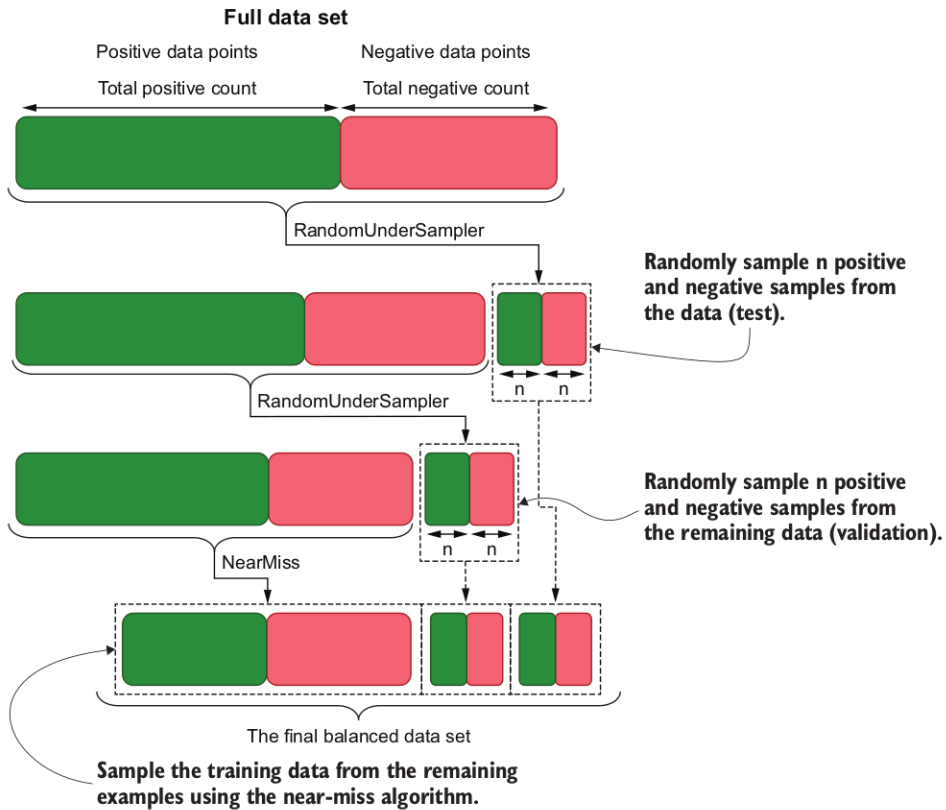 Full data set
Positive data points
Negative data points
Total positive count
Total negative count
RandomUnderSampler
Randomly sample n positive
and negative samples from
the data (test).
n
n
RandomUnderSampler
Randomly sample n positive
and negative samples from
the remaining data (validation).
n
n
NearMiss
The final balanced data set
Sample the training data from the remaining
examples using the near-miss algorithm.